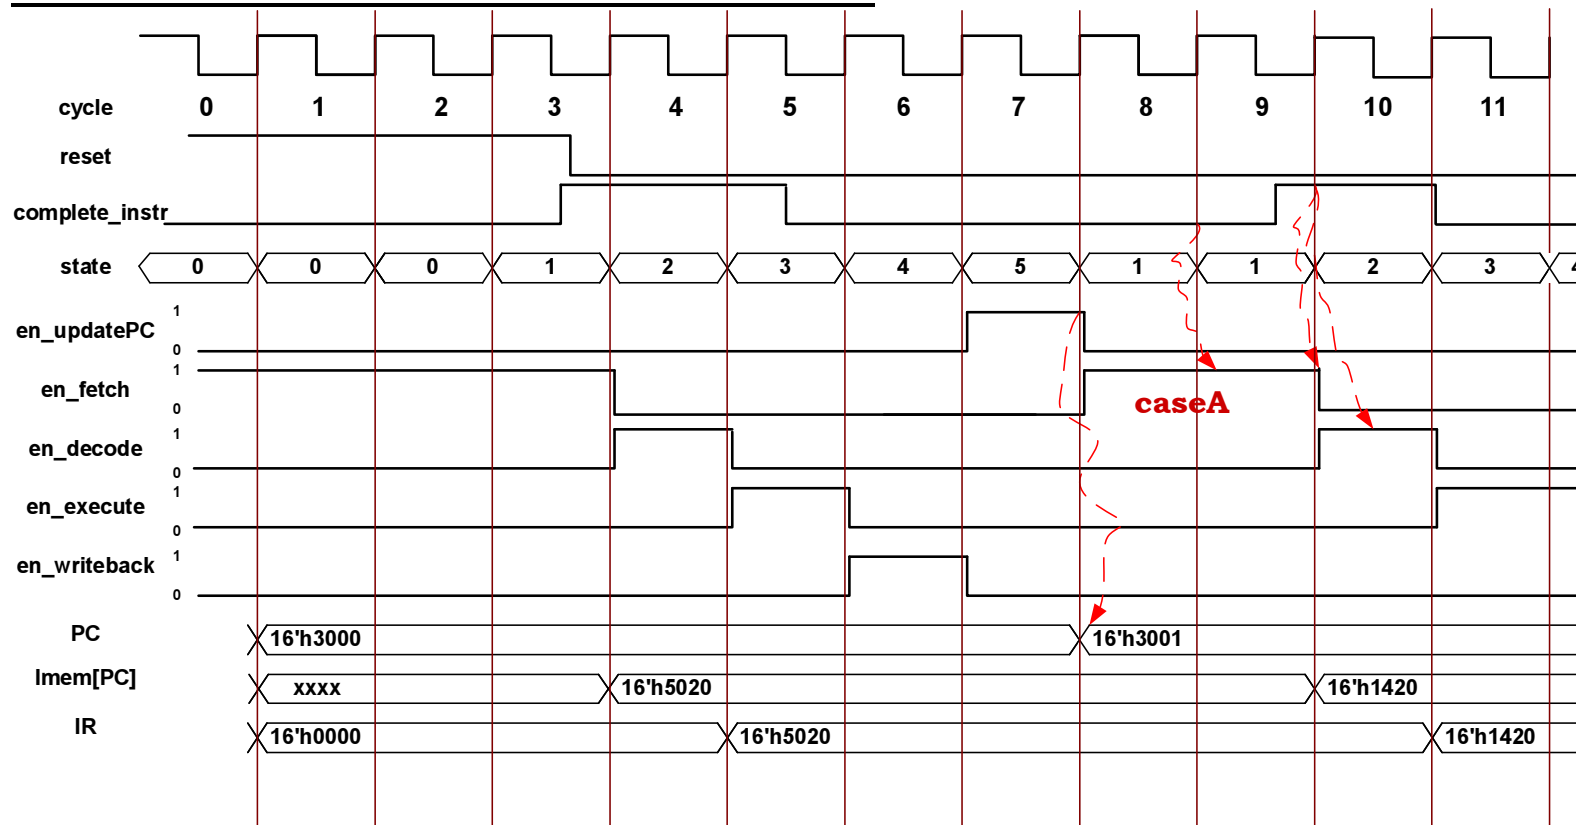 cycle 0 1 2 3 4 5 6 7 8 9 10 11
reset
complete_instr
state 0 0 0 1 2 3 4 5 1 1 2 3 4
en_updatePC 1 0
en_fetch 1 0
caseA
en_decode 1 0
en_execute 1 0
en_writeback 1 0
PC 16'h3000 16'h3001
Imem[PC] xxxx 16'h5020 16'h1420
IR 16'h0000 16'h5020 16'h1420